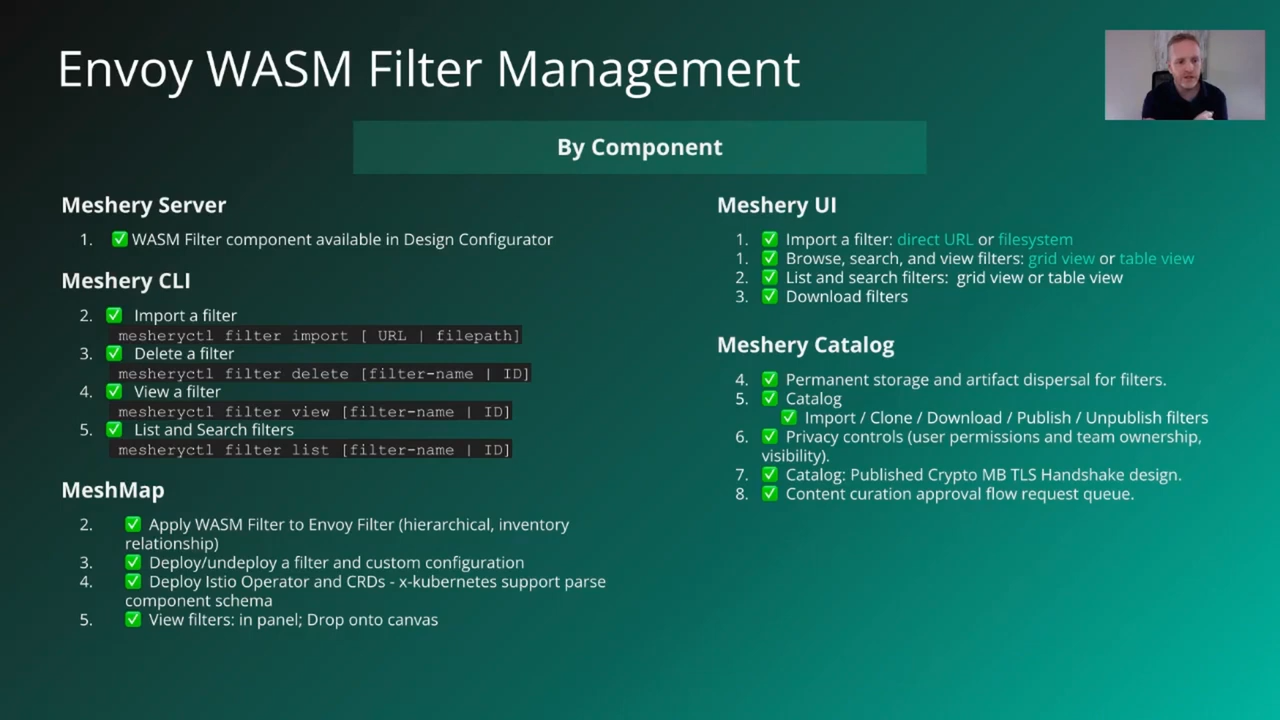 Envoy WASM Filter Management
By Component
Meshery Server
1. ✅ WASM Filter component available in Design Configurator
Meshery CLI
2. ✅ Import a filter
mesheryctl filter import [ URL | filepath]
3. ✅ Delete a filter
mesheryctl filter delete [filter-name | ID]
4. ✅ View a filter
mesheryctl filter view [filter-name | ID]
5. ✅ List and Search filters
mesheryctl filter list [filter-name | ID]
MeshMap
2. ✅ Apply WASM Filter to Envoy Filter (hierarchical, inventory
relationship)
3. ✅ Deploy/undeploy a filter and custom configuration
4. ✅ Deploy Istio Operator and CRDs - x-kubernetes support parse
component schema
5. ✅ View filters: in panel; Drop onto canvas
Meshery UI
1. ✅ Import a filter: direct URL or filesystem
1. ✅ Browse, search, and view filters: grid view or table view
2. ✅ List and search filters: grid view or table view
3. ✅ Download filters
Meshery Catalog
4. ✅ Permanent storage and artifact dispersal for filters.
5. ✅ Catalog
✅ Import / Clone / Download / Publish / Unpublish filters
6. ✅ Privacy controls (user permissions and team ownership,
visibility).
7. ✅ Catalog: Published Crypto MB TLS Handshake design.
8. ✅ Content curation approval flow request queue.